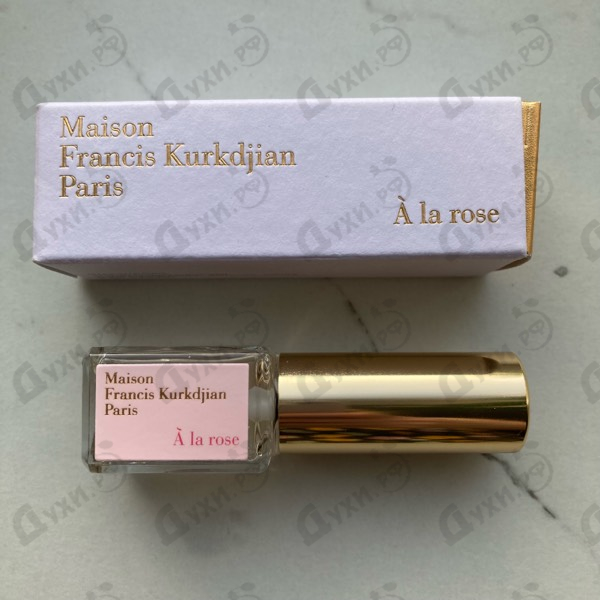 Maison
Francis Kurkdjian
Paris
À la rose
Maison
Francis Kurkdjian
Paris
À la rose
Духи.рф